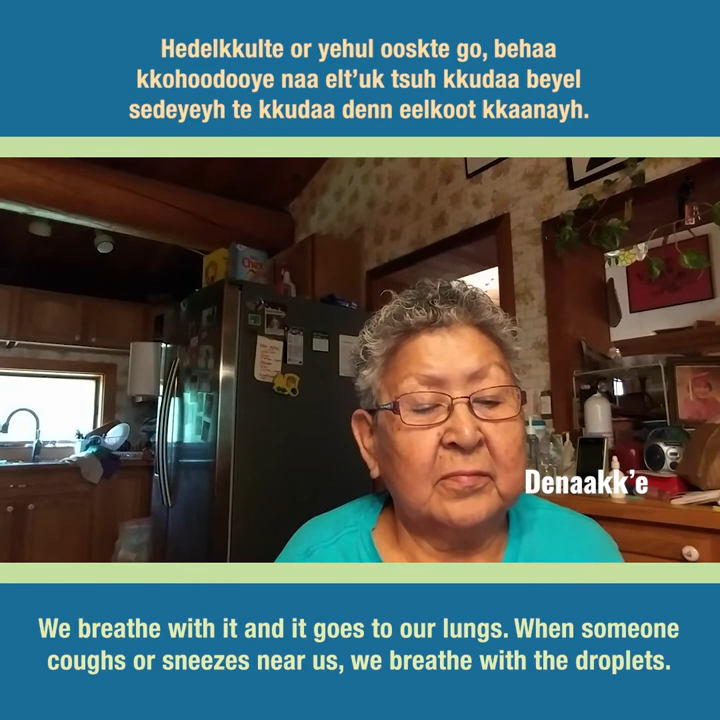 Hedelkkulte or yehul ooskte go, behaa
kkohoodooye naa elt’uk tsuh kkudaa beyel
sedeyeyh te kkudaa denn eelkoot kkaanayh.
Chex
Denaakk’e
We breathe with it and it goes to our lungs. When someone
coughs or sneezes near us, we breathe with the droplets.